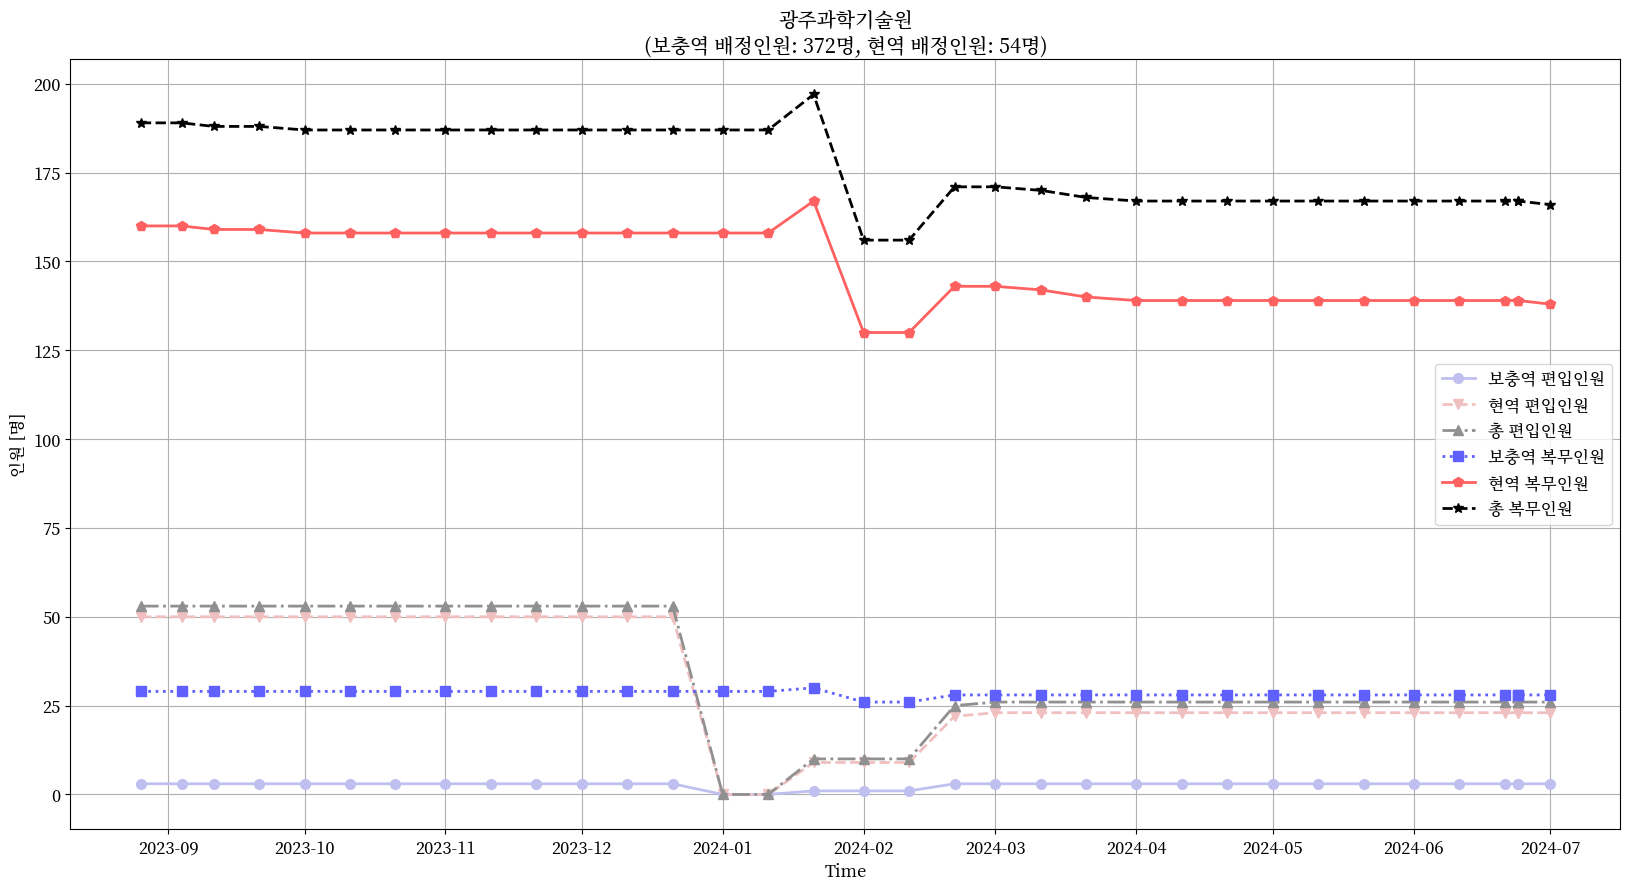 광주과학기술원
(보충역 배정인원: 372명, 현역 배정인원: 54명)
200
175
150
125
100
75
50
25
0
인원 [명]
보충역 편입인원
현역 편입인원
총 편입인원
보충역 복무인원
현역 복무인원
총 복무인원
2023-09 2023-10 2023-11 2023-12 2024-01 2024-02 2024-03 2024-04 2024-05 2024-06 2024-07
Time